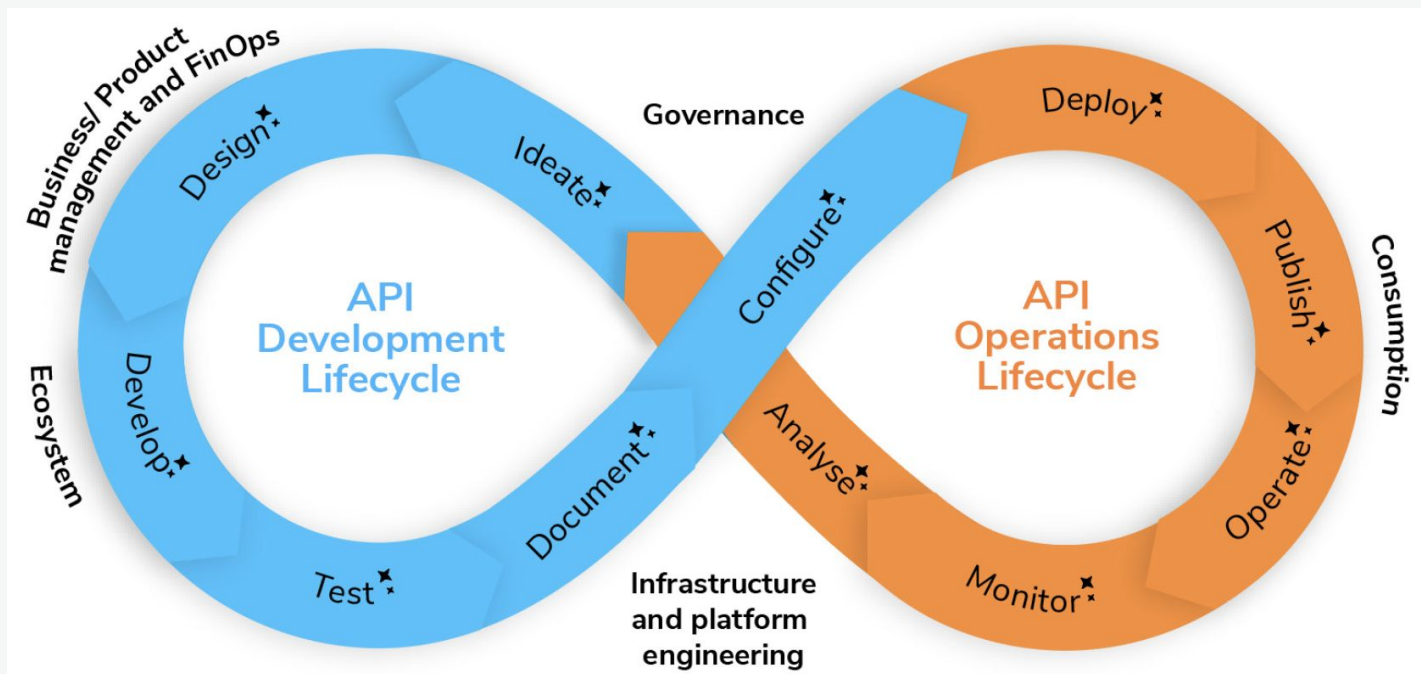 Business/ Product
management and FinOps
Governance
Ecosystem
Consumption
Infrastructure
and platform
engineering
API
Development
Lifecycle
Ideate
Design
Develop
Test
Document
Configure
API
Operations
Lifecycle
Deploy
Publish
Operate
Monitor
Analyse